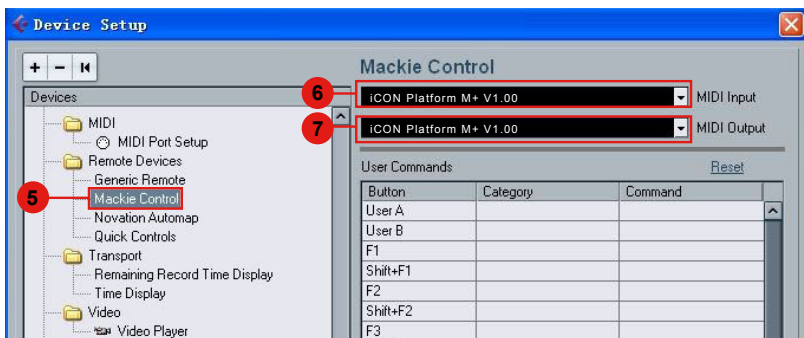 Device Setup
Mackie Control
Devices
6
iCON Platform M+ V1.00
MIDI Input
7
iCON Platform M+ V1.00
MIDI Output
MIDI
MIDI Port Setup
Remote Devices
Generic Remote
5
Mackie Control
Novation Automap
Quick Controls
Transport
Remaining Record Time Display
Time Display
Video
Video Player
User Commands
Reset
Button Category Command
User A
User B
F1
Shift+F1
F2
Shift+F2
F3